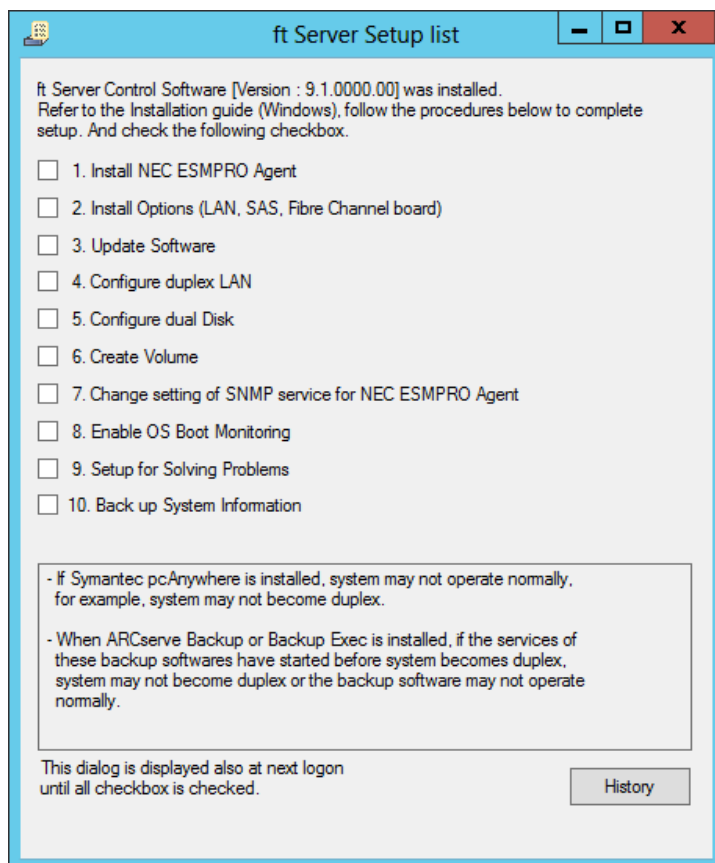 ft Server Setup list
ft Server Control Software [Version : 9.1.0000.00] was installed.
Refer to the Installation guide (Windows), follow the procedures below to complete
setup. And check the following checkbox.
1. Install NEC ESMPRO Agent
2. Install Options (LAN, SAS, Fibre Channel board)
3. Update Software
4. Configure duplex LAN
5. Configure dual Disk
6. Create Volume
7. Change setting of SNMP service for NEC ESMPRO Agent
8. Enable OS Boot Monitoring
9. Setup for Solving Problems
10. Back up System Information
- If Symantec pcAnywhere is installed, system may not operate normally,
for example, system may not become duplex.
- When ARCserve Backup or Backup Exec is installed, if the services of
these backup softwares have started before system becomes duplex,
system may not become duplex or the backup software may not operate
normally.
This dialog is displayed also at next logon
until all checkbox is checked.
History